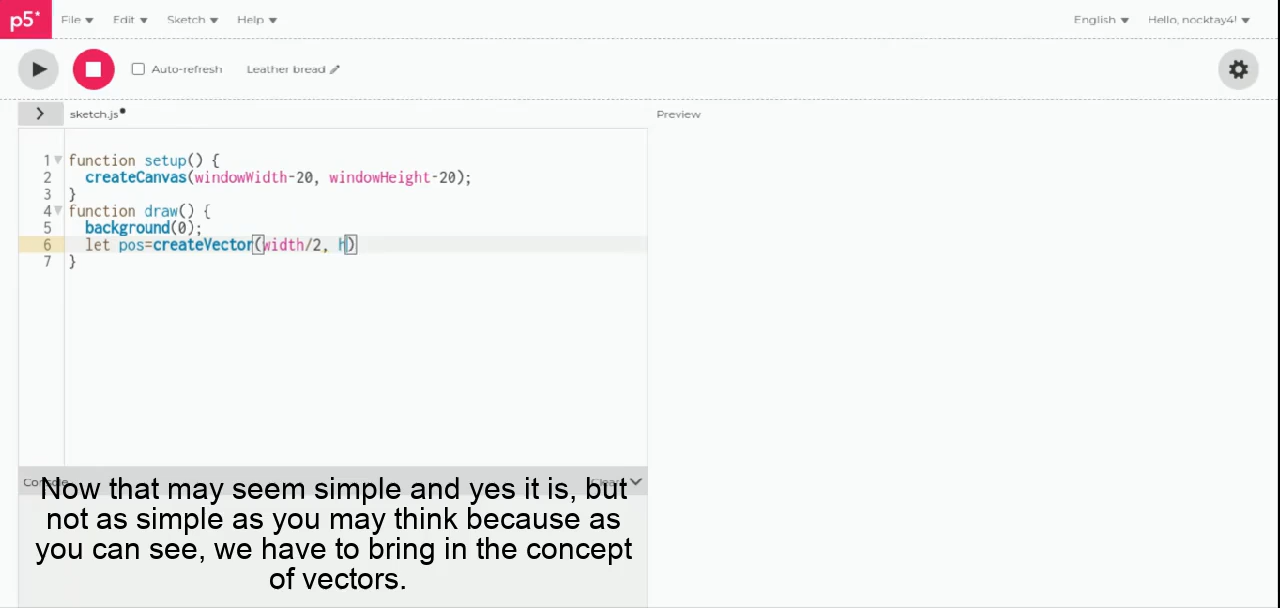 p5* File Edit Sketch Help English Hello, nocktay4!
Auto-refresh Leather bread
sketch.js Preview
1 function setup() {
2 createCanvas(windowWidth-20, windowHeight-20);
3 }
4 function draw() {
5 background(0);
6 let pos=createVector(width/2, h)
7 }
Console Clear
Now that may seem simple and yes it is, but
not as simple as you may think because as
you can see, we have to bring in the concept
of vectors.